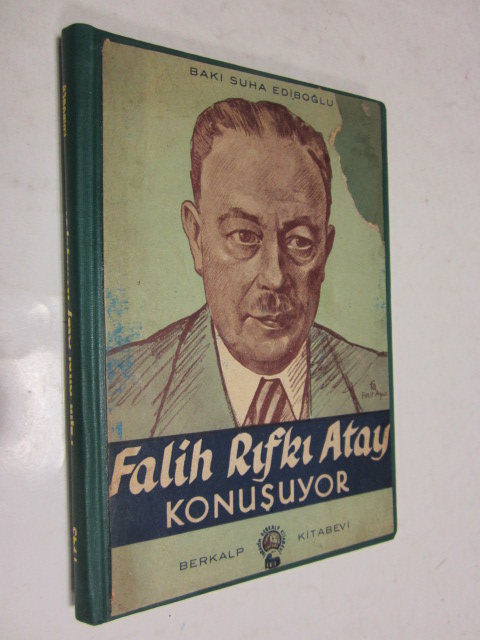 BAKİ SUHA EDİBOĞLU
Falih Rıfkı Atay
KONUŞUYOR
BERKALP KİTABEVİ